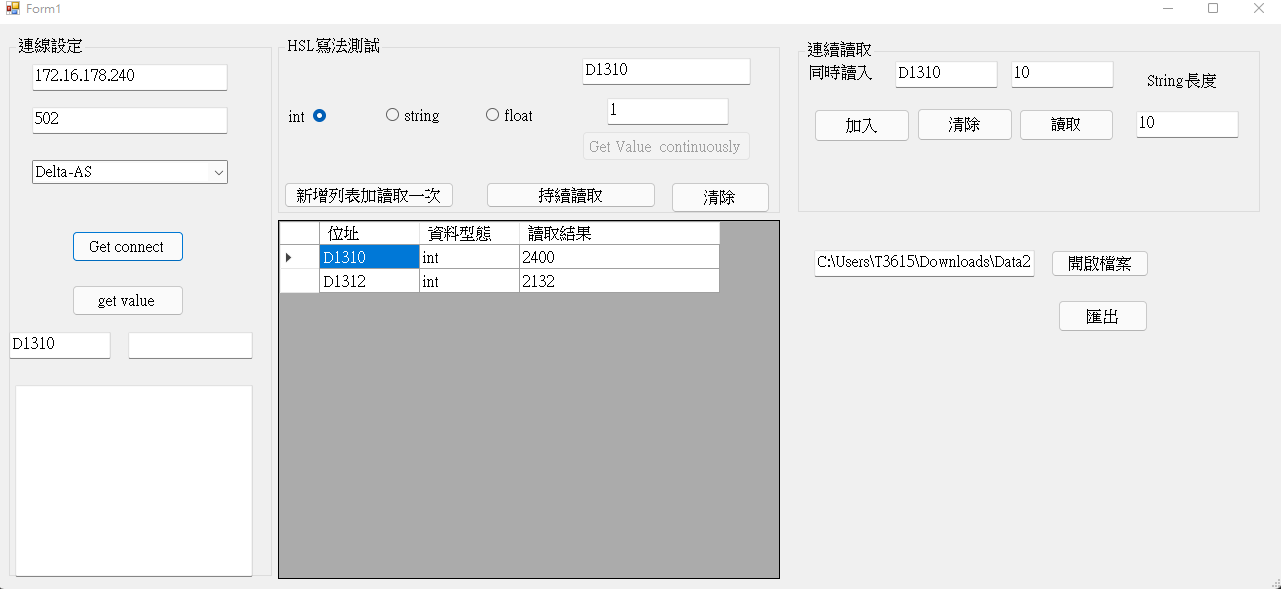 Form1
連線設定
172.16.178.240
502
Delta-AS
Get connect
get value
D1310
HSL寫法測試
D1310
int
string
float
1
Get Value continuously
新增列表加讀取一次
持續讀取
清除
位址 資料型態 讀取結果
D1310 int 2400
D1312 int 2132
連續讀取
同時讀入
D1310
10
String長度
加入
清除
讀取
10
C:\Users\T3615\Downloads\Data2
開啟檔案
匯出